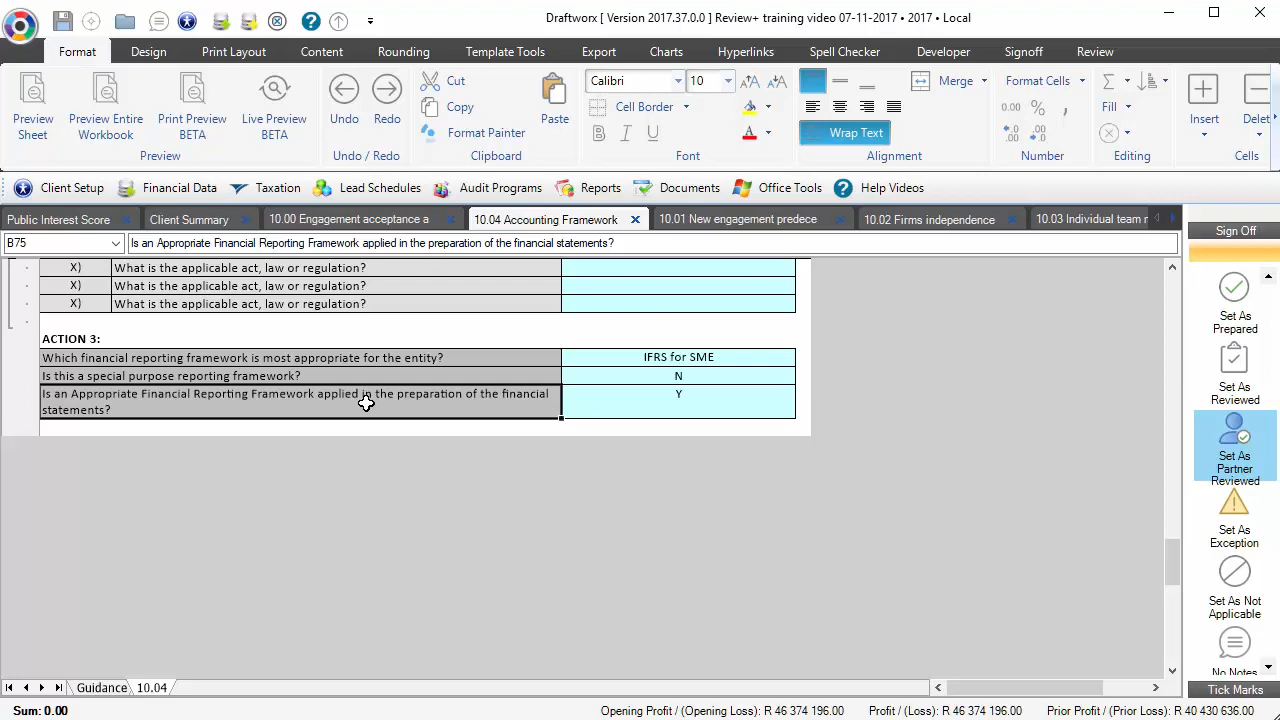 Draftworx [ Version 2017.37.0.0 ] Review+ training video 07-11-2017 • 2017 • Local
Format Design Print Layout Content Rounding Template Tools Export Charts Hyperlinks Spell Checker Developer Signoff Review
Preview Sheet
Preview Entire Workbook
Print Preview BETA
Live Preview BETA
Undo
Redo
Cut
Copy
Format Painter
Paste
Calibri 10
Cell Border
B I U A
Merge
Wrap Text
Format Cells
0.00 % ,
Fill
Insert
Delet
Preview Undo / Redo Clipboard Font Alignment Number Editing Cells
Client Setup Financial Data Taxation Lead Schedules Audit Programs Reports Documents Office Tools Help Videos
Public Interest Score Client Summary 10.00 Engagement acceptance a 10.04 Accounting Framework 10.01 New engagement predece 10.02 Firms independence 10.03 Individual team r
B75 Is an Appropriate Financial Reporting Framework applied in the preparation of the financial statements?
X) What is the applicable act, law or regulation?
X) What is the applicable act, law or regulation?
X) What is the applicable act, law or regulation?
ACTION 3:
Which financial reporting framework is most appropriate for the entity? IFRS for SME
Is this a special purpose reporting framework? N
Is an Appropriate Financial Reporting Framework applied in the preparation of the financial Y
statements?
Sign Off
Set As Prepared
Set As Reviewed
Set As Partner Reviewed
Set As Exception
Set As Not Applicable
No Notes
Tick Marks
Guidance 10.04
Sum: 0.00 Opening Profit / (Opening Loss): R 46 374 196.00 Profit / (Loss): R 46 374 196.00 Prior Profit / (Prior Loss): R 40 430 636.00